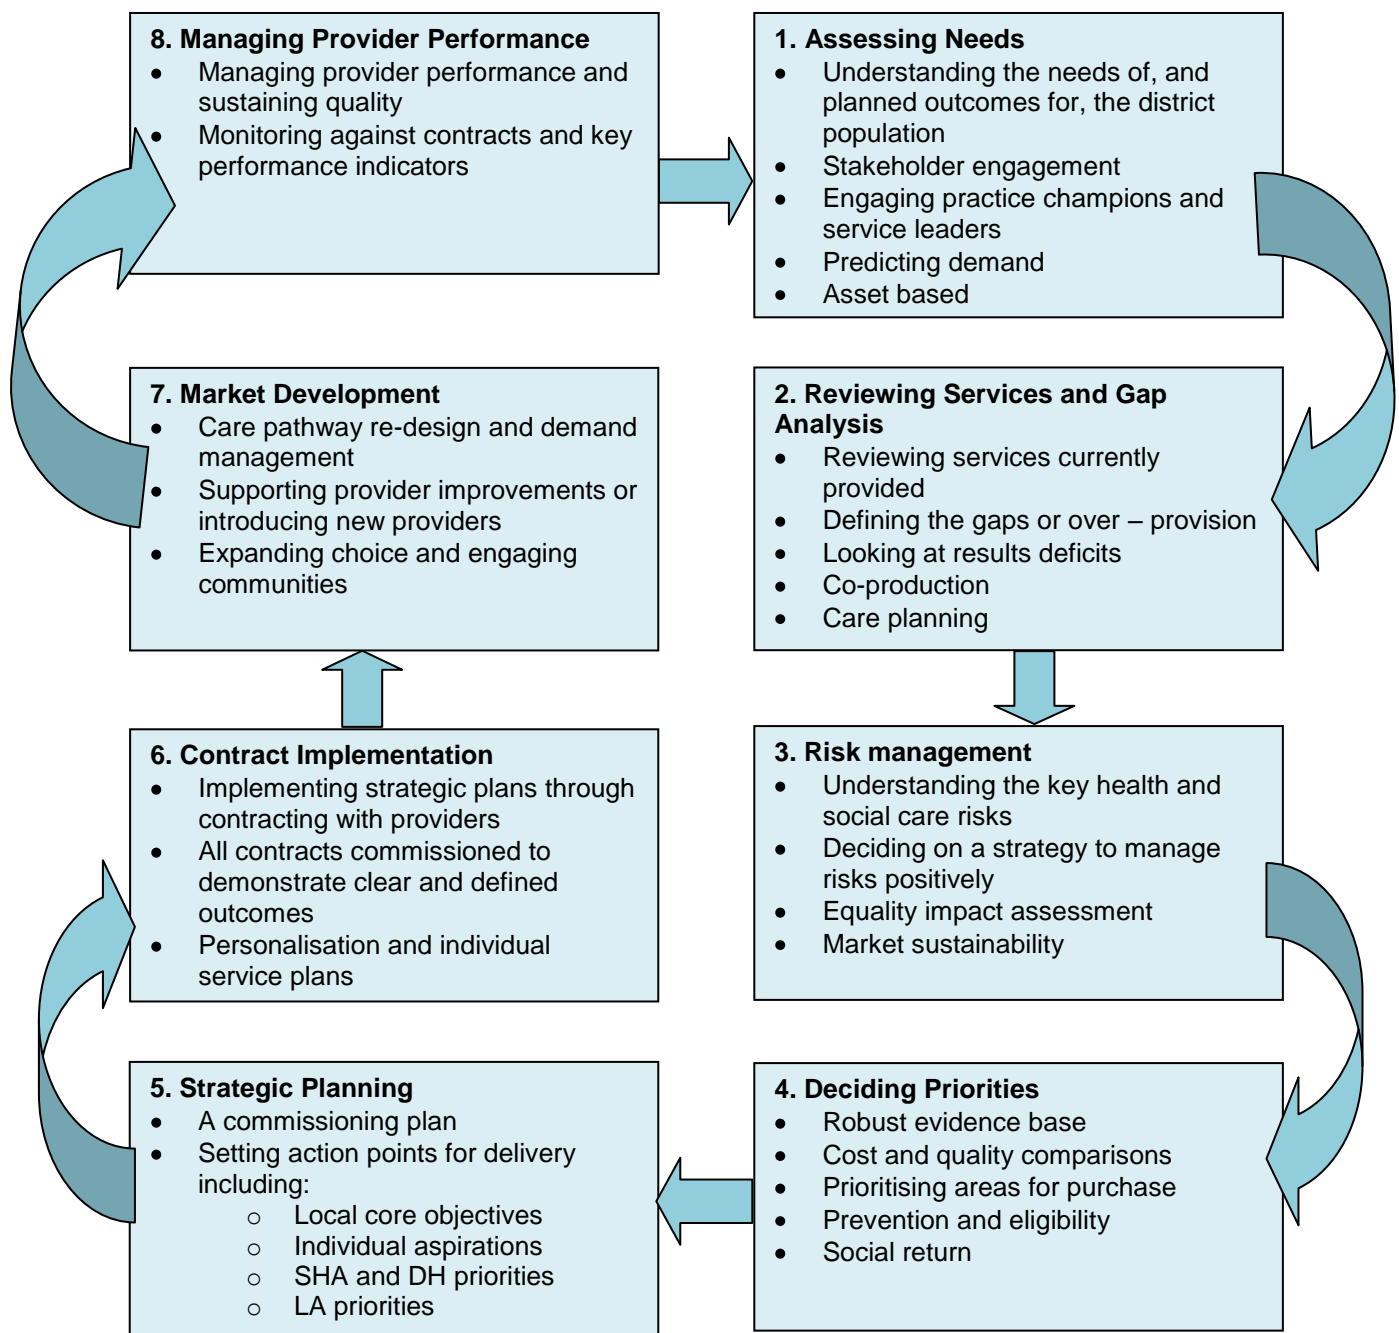 8. Managing Provider Performance
• Managing provider performance and
sustaining quality
• Monitoring against contracts and key
performance indicators
1. Assessing Needs
• Understanding the needs of, and
planned outcomes for, the district
population
• Stakeholder engagement
• Engaging practice champions and
service leaders
• Predicting demand
• Asset based
7. Market Development
• Care pathway re-design and demand
management
• Supporting provider improvements or
introducing new providers
• Expanding choice and engaging
communities
2. Reviewing Services and Gap
Analysis
• Reviewing services currently
provided
• Defining the gaps or over – provision
• Looking at results deficits
• Co-production
• Care planning
6. Contract Implementation
• Implementing strategic plans through
contracting with providers
• All contracts commissioned to
demonstrate clear and defined
outcomes
• Personalisation and individual
service plans
3. Risk management
• Understanding the key health and
social care risks
• Deciding on a strategy to manage
risks positively
• Equality impact assessment
• Market sustainability
5. Strategic Planning
• A commissioning plan
• Setting action points for delivery
including:
o Local core objectives
o Individual aspirations
o SHA and DH priorities
o LA priorities
4. Deciding Priorities
• Robust evidence base
• Cost and quality comparisons
• Prioritising areas for purchase
• Prevention and eligibility
• Social return